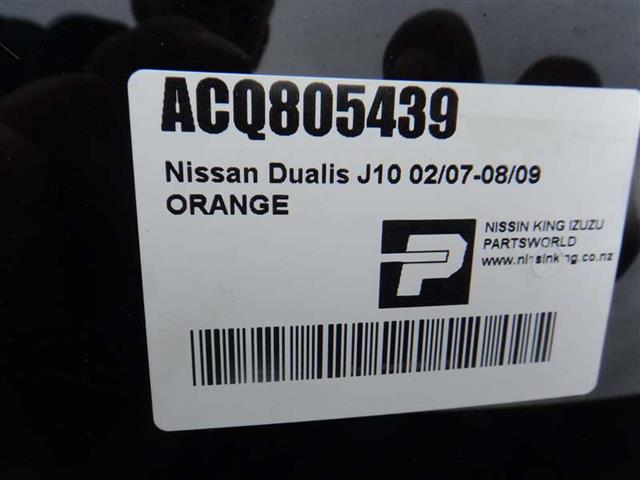 ACQ805439
Nissan Dualis J10 02/07-08/09
ORANGE
P
NISSIN KING IZUZU
PARTSWORLD